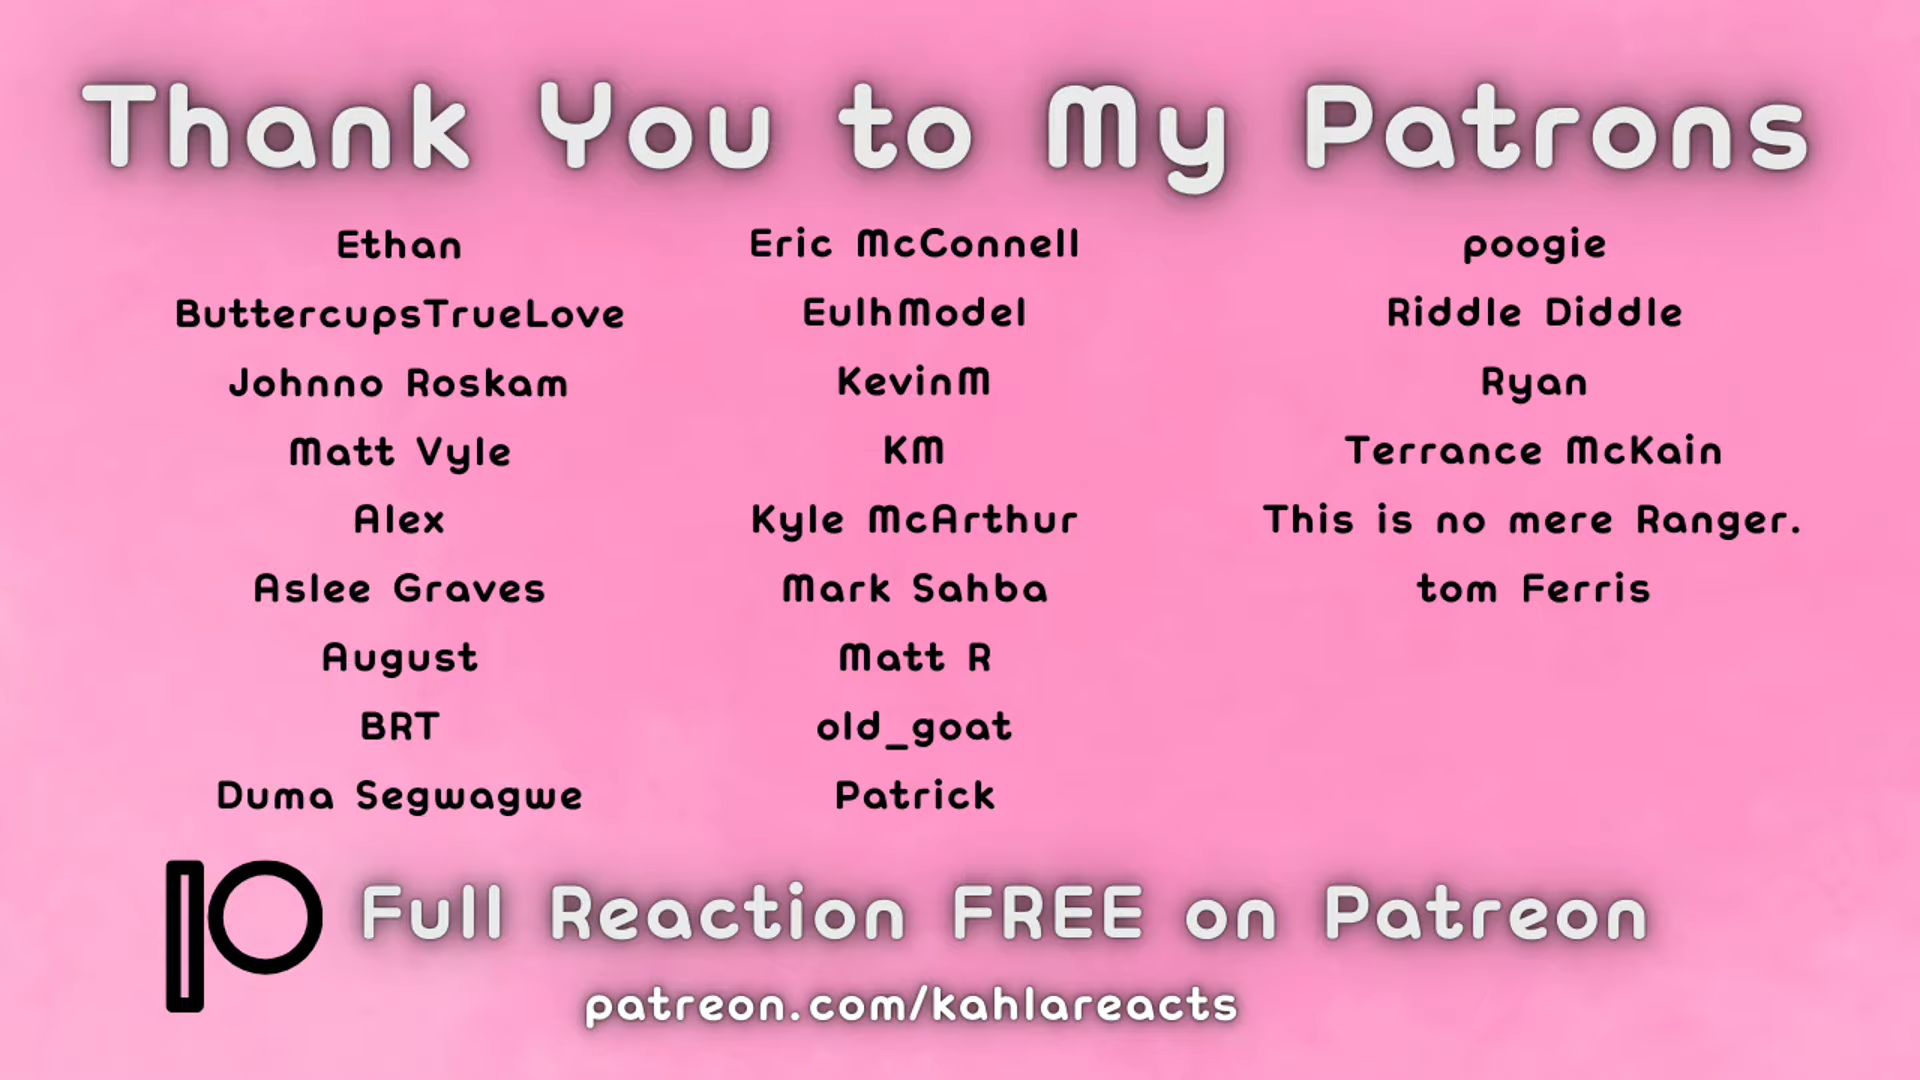 Thank You to My Patrons
Ethan
ButtercupsTrueLove
Johnno Roskam
Matt Vyle
Alex
Aslee Graves
August
BRT
Duma Segwagwe
Eric McConnell
EulhModel
KevinM
KM
Kyle McArthur
Mark Sahba
Matt R
old_goat
Patrick
poogie
Riddle Diddle
Ryan
Terrance McKain
This is no mere Ranger.
tom Ferris
Full Reaction FREE on Patreon
patreon.com/kahlareacts